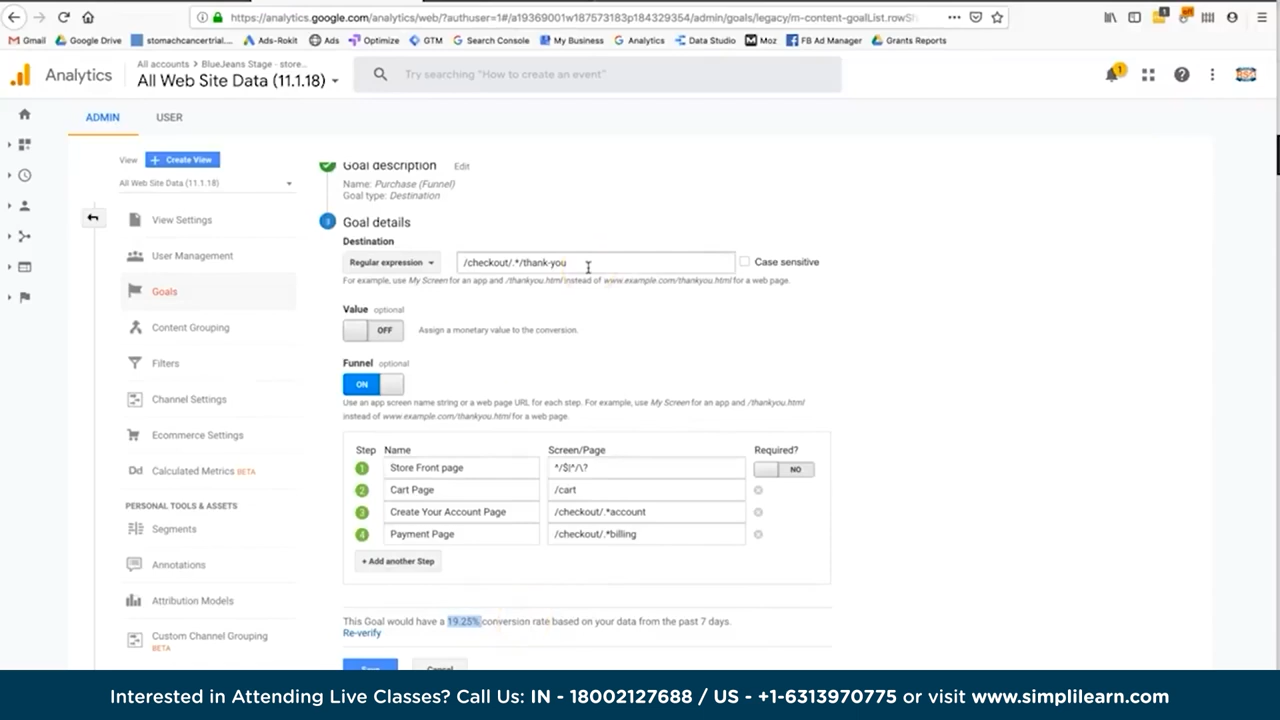 https://analytics.google.com/analytics/web/?authuser=1#/a19369001w187573183p184329354/admin/goals/legacy/m-content-goalList.rowSh
Gmail Google Drive stomachcancertrial. Ads-Rokit Ads Optimize GTM Search Console My Business Analytics Data Studio Moz FB Ad Manager Grants Reports
Analytics
All accounts > BlueJeans Stage - store...
All Web Site Data (11.1.18)
Try searching "How to create an event"
1
ADMIN USER
View + Create View
All Web Site Data (11.1.18)
View Settings
User Management
Goals
Content Grouping
Filters
Channel Settings
Ecommerce Settings
Dd Calculated Metrics BETA
PERSONAL TOOLS & ASSETS
Segments
Annotations
Attribution Models
Custom Channel Grouping
BETA
Goal description Edit
Name: Purchase (Funnel)
Goal type: Destination
3 Goal details
Destination
Regular expression /checkout/.*/thank-you Case sensitive
For example, use My Screen for an app and /thankyou.html instead of www.example.com/thankyou.html for a web page.
Value optional
OFF Assign a monetary value to the conversion.
Funnel optional
ON
Use an app screen name string or a web page URL for each step. For example, use My Screen for an app and /thankyou.html
instead of www.example.com/thankyou.html for a web page.
Step Name Screen/Page Required?
1 Store Front page ^/$|^/\? NO
2 Cart Page /cart
3 Create Your Account Page /checkout/.*account
4 Payment Page /checkout/.*billing
+ Add another Step
This Goal would have a 19.25% conversion rate based on your data from the past 7 days.
Re-verify
Save Cancel
Interested in Attending Live Classes? Call Us: IN - 18002127688 / US - +1-6313970775 or visit www.simplilearn.com